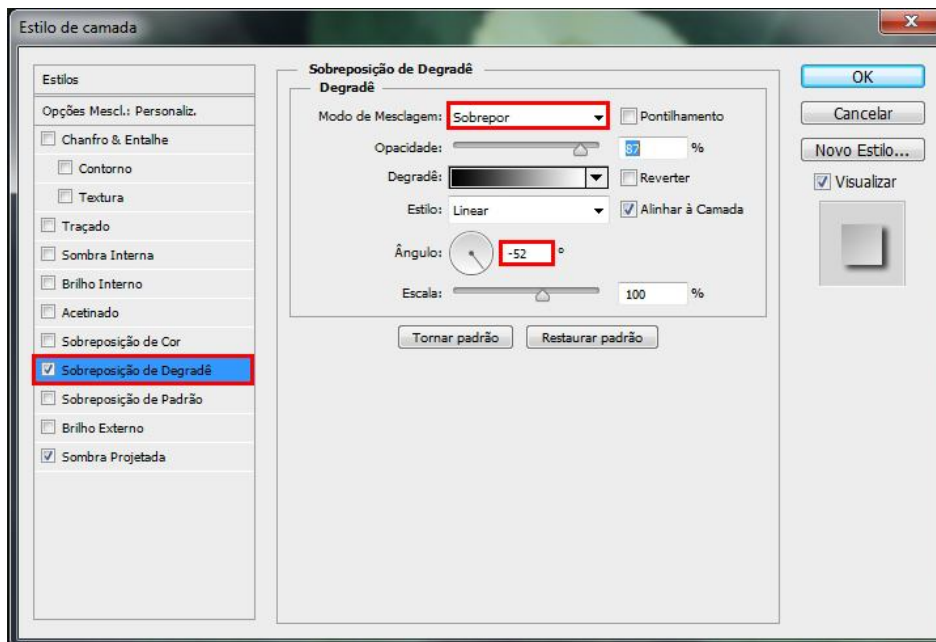 Estilo de camada
Estilos
Opções Mescl.: Personaliz.
Chanfro & Entalhe
Contorno
Textura
Traçado
Sombra Interna
Brilho Interno
Acetinado
Sobreposição de Cor
Sobreposição de Degradê
Sobreposição de Padrão
Brilho Externo
Sombra Projetada
Sobreposição de Degradê
Degradê
Modo de Mesclagem: Sobrepor Pontilhamento
Opacidade: 87 %
Degradê: Reverter
Estilo: Linear Alinhar à Camada
Ângulo: -52 °
Escala: 100 %
Tornar padrão Restaurar padrão
OK
Cancelar
Novo Estilo...
Visualizar